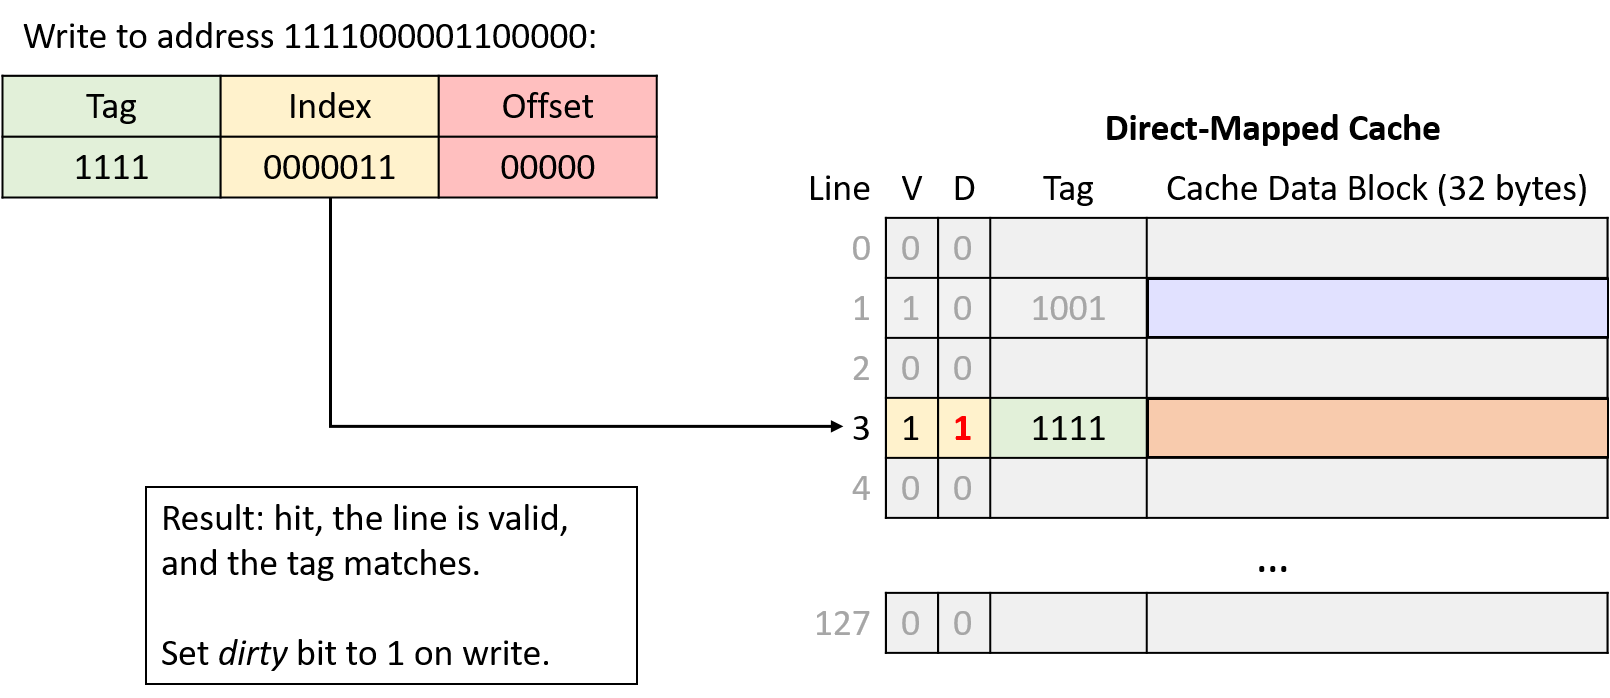 Write to address 1111000001100000:
Tag Index Offset
1111 0000011 00000
Direct-Mapped Cache
Line V D Tag Cache Data Block (32 bytes)
0 0 0
1 1 0 1001
2 0 0
3 1 1 1111
4 0 0
...
127 0 0
Result: hit, the line is valid,
and the tag matches.
Set dirty bit to 1 on write.